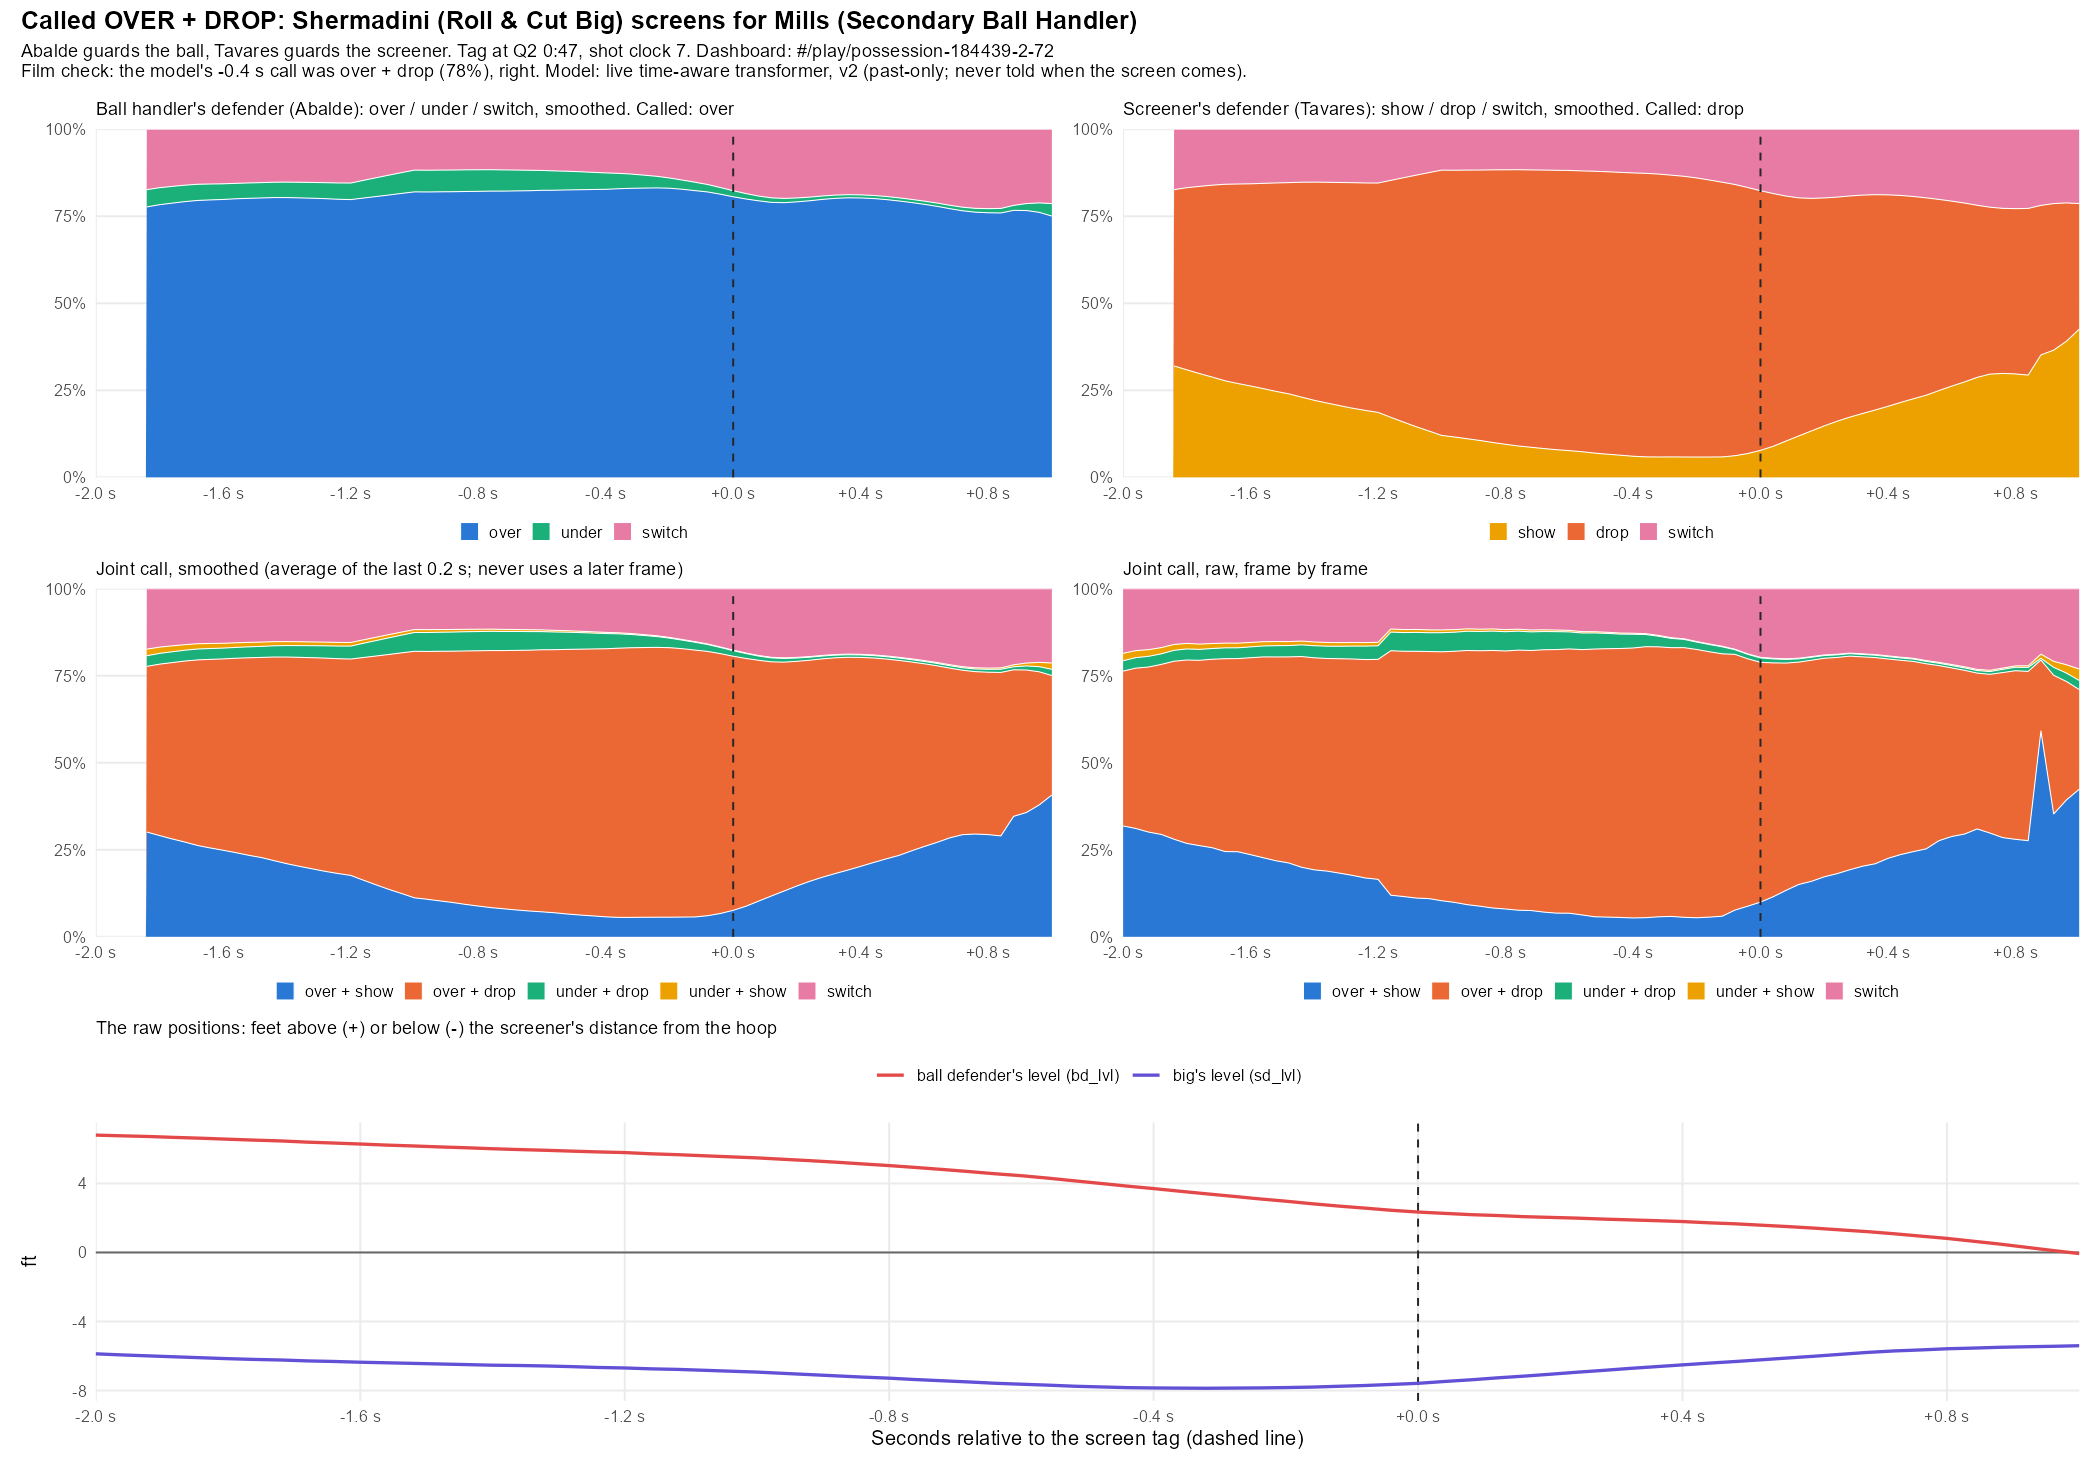 Called OVER + DROP: Shermadini (Roll & Cut Big) screens for Mills (Secondary Ball Handler)
Abalde guards the ball, Tavares guards the screener. Tag at Q2 0:47, shot clock 7. Dashboard: #/play/possession-184439-2-72
Film check: the model's -0.4 s call was over + drop (78%), right. Model: live time-aware transformer, v2 (past-only; never told when the screen comes).
Ball handler's defender (Abalde): over / under / switch, smoothed. Called: over
100%
75%
50%
25%
0%
-2.0 s -1.6 s -1.2 s -0.8 s -0.4 s +0.0 s +0.4 s +0.8 s
over under switch
Screener's defender (Tavares): show / drop / switch, smoothed. Called: drop
100%
75%
50%
25%
0%
-2.0 s -1.6 s -1.2 s -0.8 s -0.4 s +0.0 s +0.4 s +0.8 s
show drop switch
Joint call, smoothed (average of the last 0.2 s; never uses a later frame)
100%
75%
50%
25%
0%
-2.0 s -1.6 s -1.2 s -0.8 s -0.4 s +0.0 s +0.4 s +0.8 s
over + show over + drop under + drop under + show switch
Joint call, raw, frame by frame
100%
75%
50%
25%
0%
-2.0 s -1.6 s -1.2 s -0.8 s -0.4 s +0.0 s +0.4 s +0.8 s
over + show over + drop under + drop under + show switch
The raw positions: feet above (+) or below (-) the screener's distance from the hoop
ball defender's level (bd_lvl) big's level (sd_lvl)
ft
4
0
-4
-8
-2.0 s -1.6 s -1.2 s -0.8 s -0.4 s +0.0 s +0.4 s +0.8 s
Seconds relative to the screen tag (dashed line)